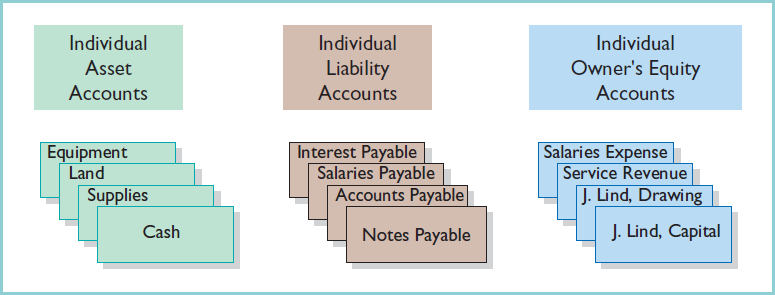 Individual
Asset
Accounts
Individual
Liability
Accounts
Individual
Owner's Equity
Accounts
Equipment
Land
Supplies
Cash
Interest Payable
Salaries Payable
Accounts Payable
Notes Payable
Salaries Expense
Service Revenue
J. Lind, Drawing
J. Lind, Capital